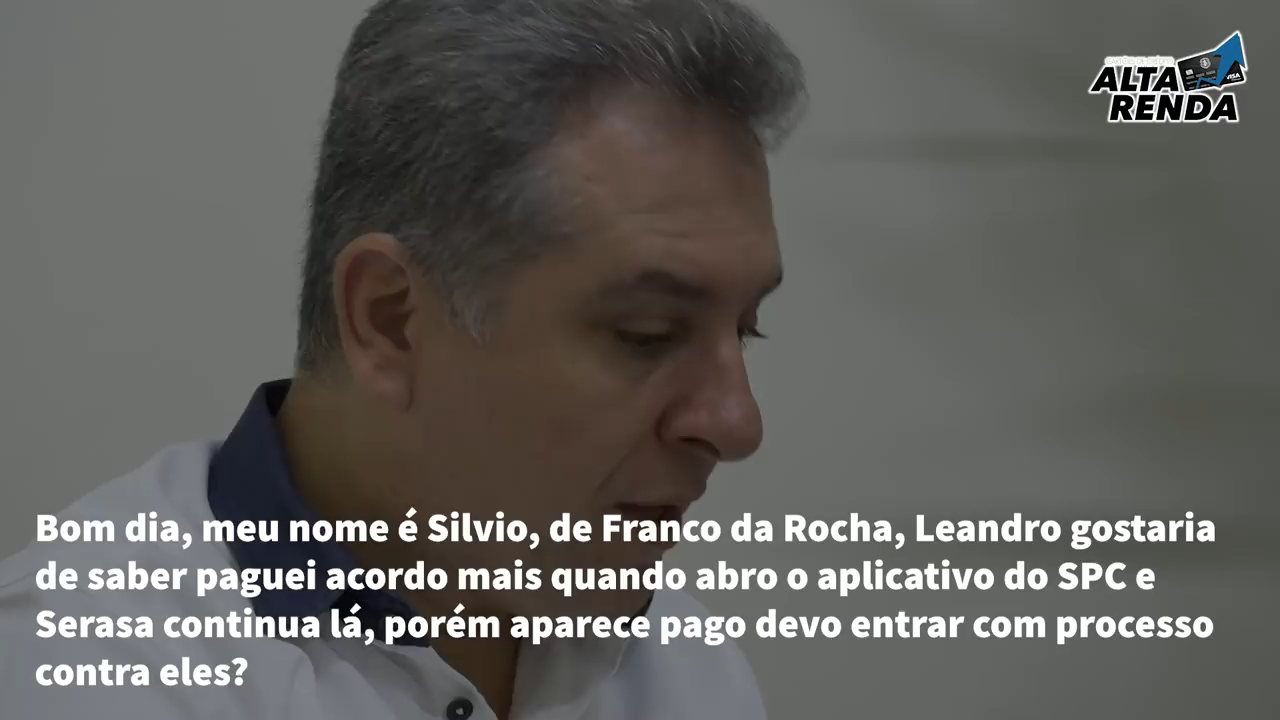 ALTA
RENDA
VISA
Bom dia, meu nome é Silvio, de Franco da Rocha, Leandro gostaria
de saber paguei acordo mais quando abro o aplicativo do SPC e
Serasa continua lá, porém aparece pago devo entrar com processo
contra eles?